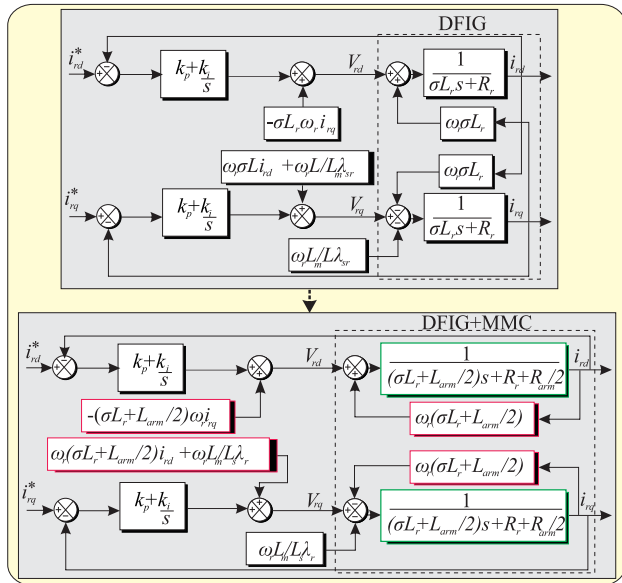 DFIG
i*rd
kp+ki/s
Vrd
1/(σLrs+Rr)
ird
-σLrωrirq
ωrσLr
ωrσLird +ωrL/Lmλsr
ωrσLr
i*rq
kp+ki/s
Vrq
1/(σLrs+Rr)
irq
ωrLm/Lλsr
DFIG+MMC
i*rd
kp+ki/s
Vrd
1/((σLr+Larm/2)s+Rr+Rarm/2)
ird
-(σLr+Larm/2)ωrirq
ωr(σLr+Larm/2)
ωr(σLr+Larm/2)ird +ωrL/Lsλr
ωr(σLr+Larm/2)
i*rq
kp+ki/s
Vrq
1/((σLr+Larm/2)s+Rr+Rarm/2)
irq
ωrL/Lsλr